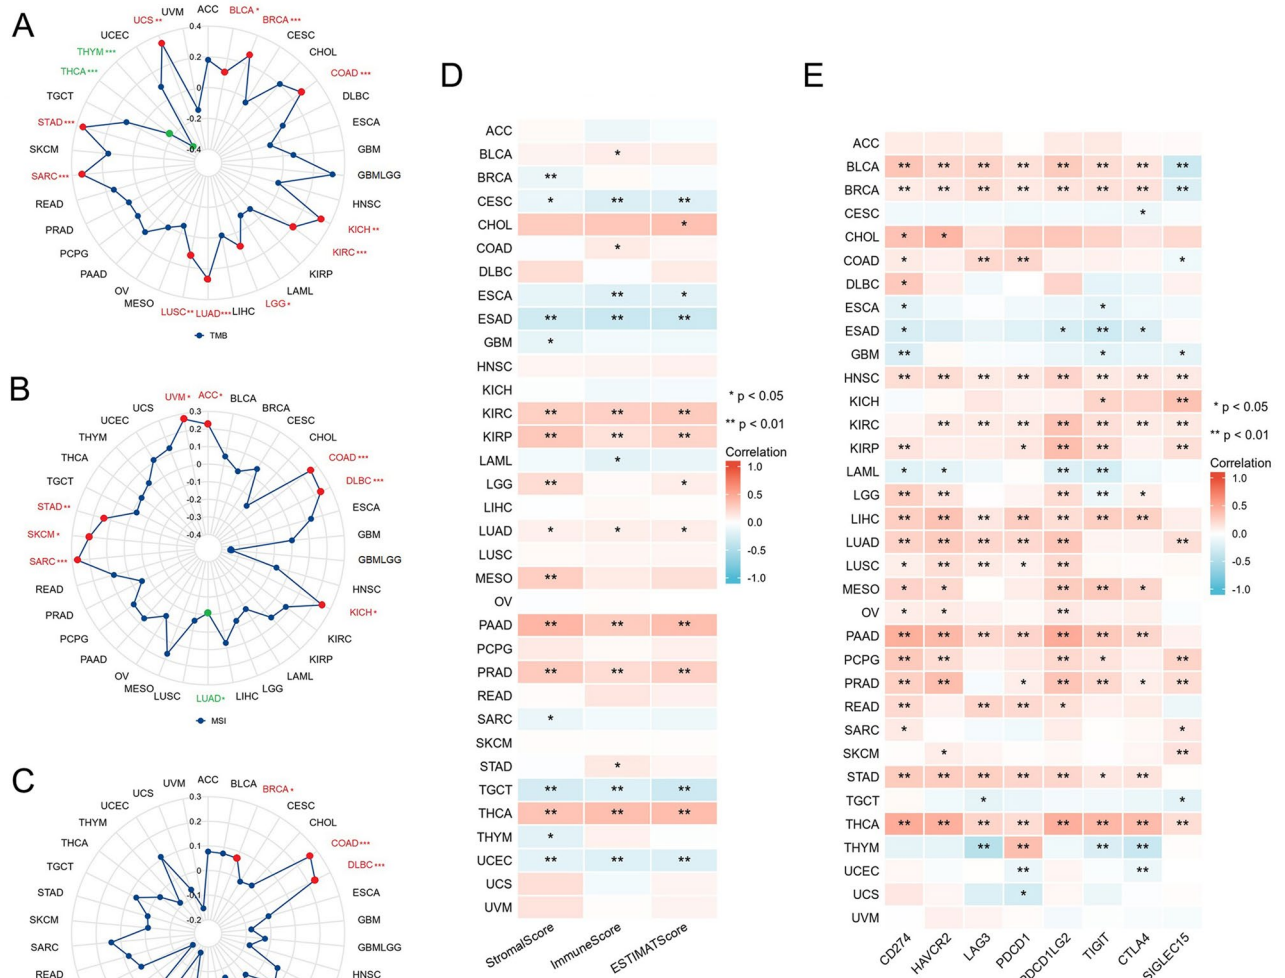 A
0.4
0.2
0
-0.2
-0.4
ACC
BLCA*
BRCA***
CESC
CHOL
COAD***
DLBC
ESCA
GBM
GBMLGG
HNSC
KICH**
KIRC***
KIRP
LAML
LGG*
LIHC
LUAD***
LUSC**
MESO
OV
PAAD
PCPG
PRAD
READ
SARC***
SKCM
STAD***
TGCT
THCA***
THYM***
UCEC
UCS**
UVM
TMB
B
0.3
0.2
0.1
0
-0.1
-0.2
-0.3
-0.4
ACC*
BLCA
BRCA
CESC
CHOL
COAD***
DLBC***
ESCA
GBM
GBMLGG
HNSC
KICH*
KIRC
KIRP
LAML
LGG
LIHC
LUAD*
LUSC
MESO
OV
PAAD
PCPG
PRAD
READ
SARC***
SKCM*
STAD**
TGCT
THCA
THYM
UCEC
UCS
UVM*
MSI
C
0.3
0.2
0.1
0
-0.1
-0.2
ACC
BLCA
BRCA*
CESC
CHOL
COAD***
DLBC***
ESCA
GBM
GBMLGG
HNSC
READ
SARC
SKCM
STAD
TGCT
THCA
THYM
UCEC
UCS
UVM
D
ACC
BLCA *
BRCA **
CESC * ** **
CHOL *
COAD *
DLBC
ESCA ** *
ESAD ** ** **
GBM *
HNSC
KICH
KIRC ** ** **
KIRP ** ** **
LAML *
LGG ** *
LIHC
LUAD * * *
LUSC
MESO **
OV
PAAD ** ** **
PCPG
PRAD ** ** **
READ
SARC *
SKCM
STAD *
TGCT ** ** **
THCA ** ** **
THYM *
UCEC ** ** **
UCS
UVM
StromalScore
ImmuneScore
ESTIMATScore
* p < 0.05
** p < 0.01
Correlation
1.0
0.5
0.0
-0.5
-1.0
E
ACC
BLCA ** ** ** ** ** ** ** **
BRCA ** ** ** ** ** ** ** **
CESC *
CHOL * *
COAD * ** ** *
DLBC *
ESCA * *
ESAD * * ** *
GBM ** * *
HNSC ** ** ** ** ** ** ** **
KICH * **
KIRC ** ** ** ** ** ** **
KIRP ** * ** ** **
LAML * * ** **
LGG ** ** ** ** *
LIHC ** ** ** ** ** ** **
LUAD ** ** ** ** ** **
LUSC * ** ** * **
MESO * * ** ** *
OV * * **
PAAD ** ** ** ** ** ** **
PCPG ** ** ** * **
PRAD ** ** * ** ** * **
READ ** ** ** *
SARC * *
SKCM * **
STAD ** ** ** ** ** * **
TGCT * *
THCA ** ** ** ** ** ** ** **
THYM ** ** ** **
UCEC ** **
UCS *
UVM
CD274
HAVCR2
LAG3
PDCD1
PDCD1LG2
TIGIT
CTLA4
SIGLEC15
* p < 0.05
** p < 0.01
Correlation
1.0
0.5
0.0
-0.5
-1.0